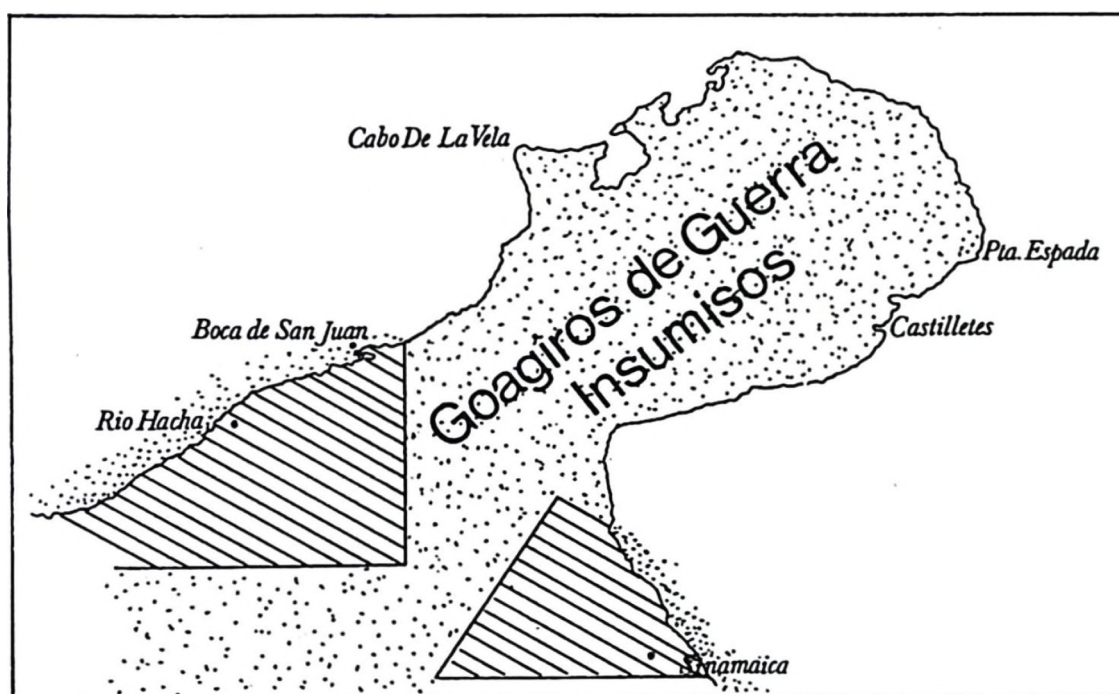 Cabo De La Vela
Goagiros de Guerra
Insumisos
Pta. Espada
Boca de San Juan
Castilletes
Rio Hacha
Sinamaica